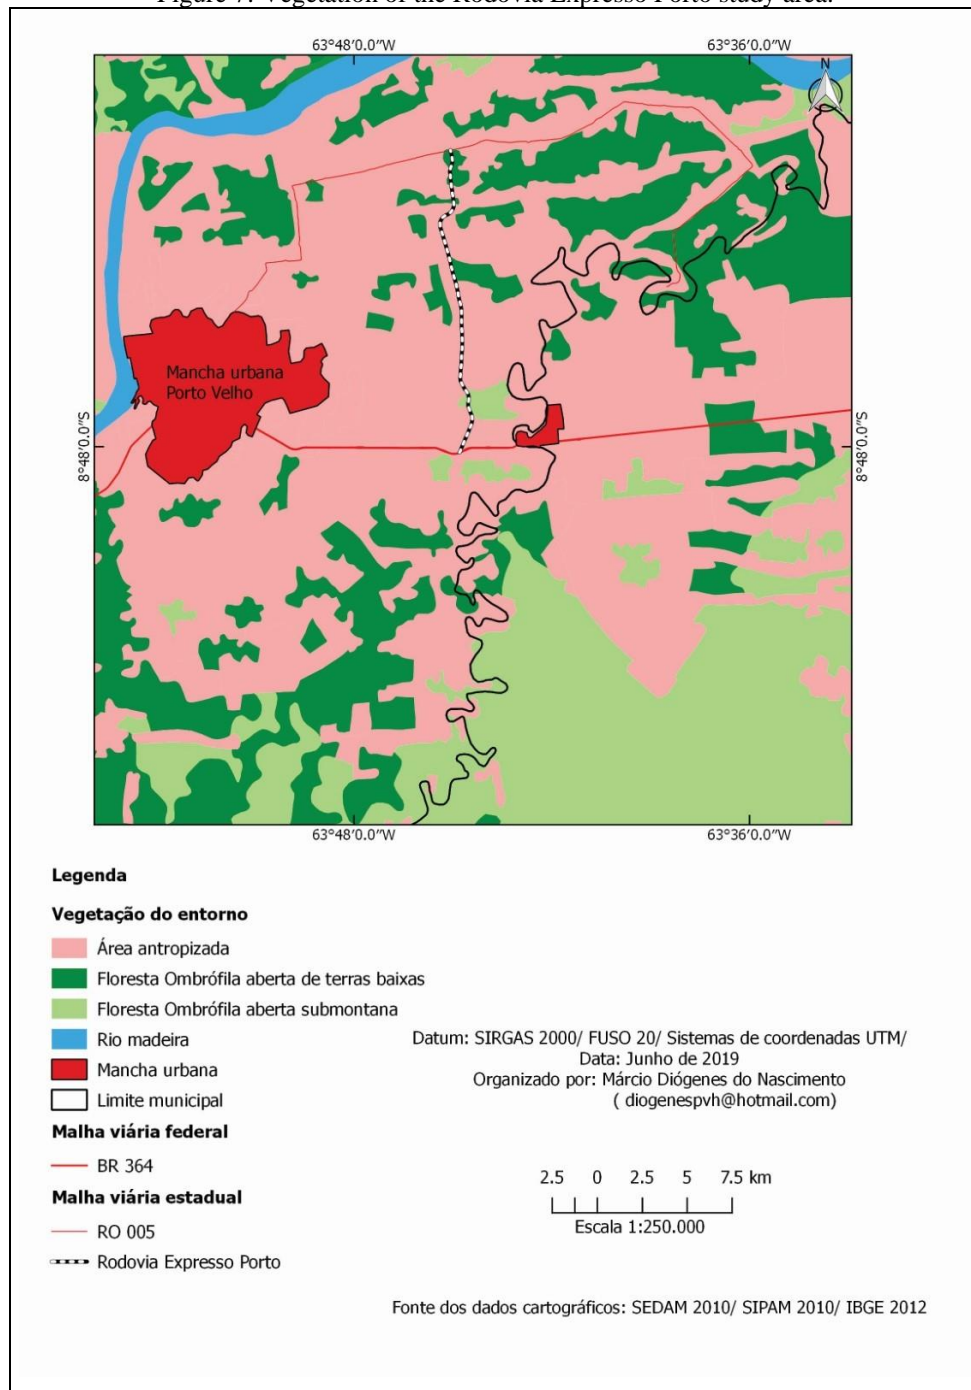 Figure 7: Vegetation of the Rodovia Expresso Porto study area.
63°48'0.0"W 63°36'0.0"W
N
Mancha urbana
Porto Velho
8°48'0.0"S 8°48'0.0"S
63°48'0.0"W 63°36'0.0"W
Legenda
Vegetação do entorno
Área antropizada
Floresta Ombrófila aberta de terras baixas
Floresta Ombrófila aberta submontana
Rio madeira
Mancha urbana
Limite municipal
Malha viária federal
BR 364
Malha viária estadual
RO 005
Rodovia Expresso Porto
Datum: SIRGAS 2000/ FUSO 20/ Sistemas de coordenadas UTM/
Data: Junho de 2019
Organizado por: Márcio Diógenes do Nascimento
( diogenespvh@hotmail.com)
2.5 0 2.5 5 7.5 km
Escala 1:250.000
Fonte dos dados cartográficos: SEDAM 2010/ SIPAM 2010/ IBGE 2012